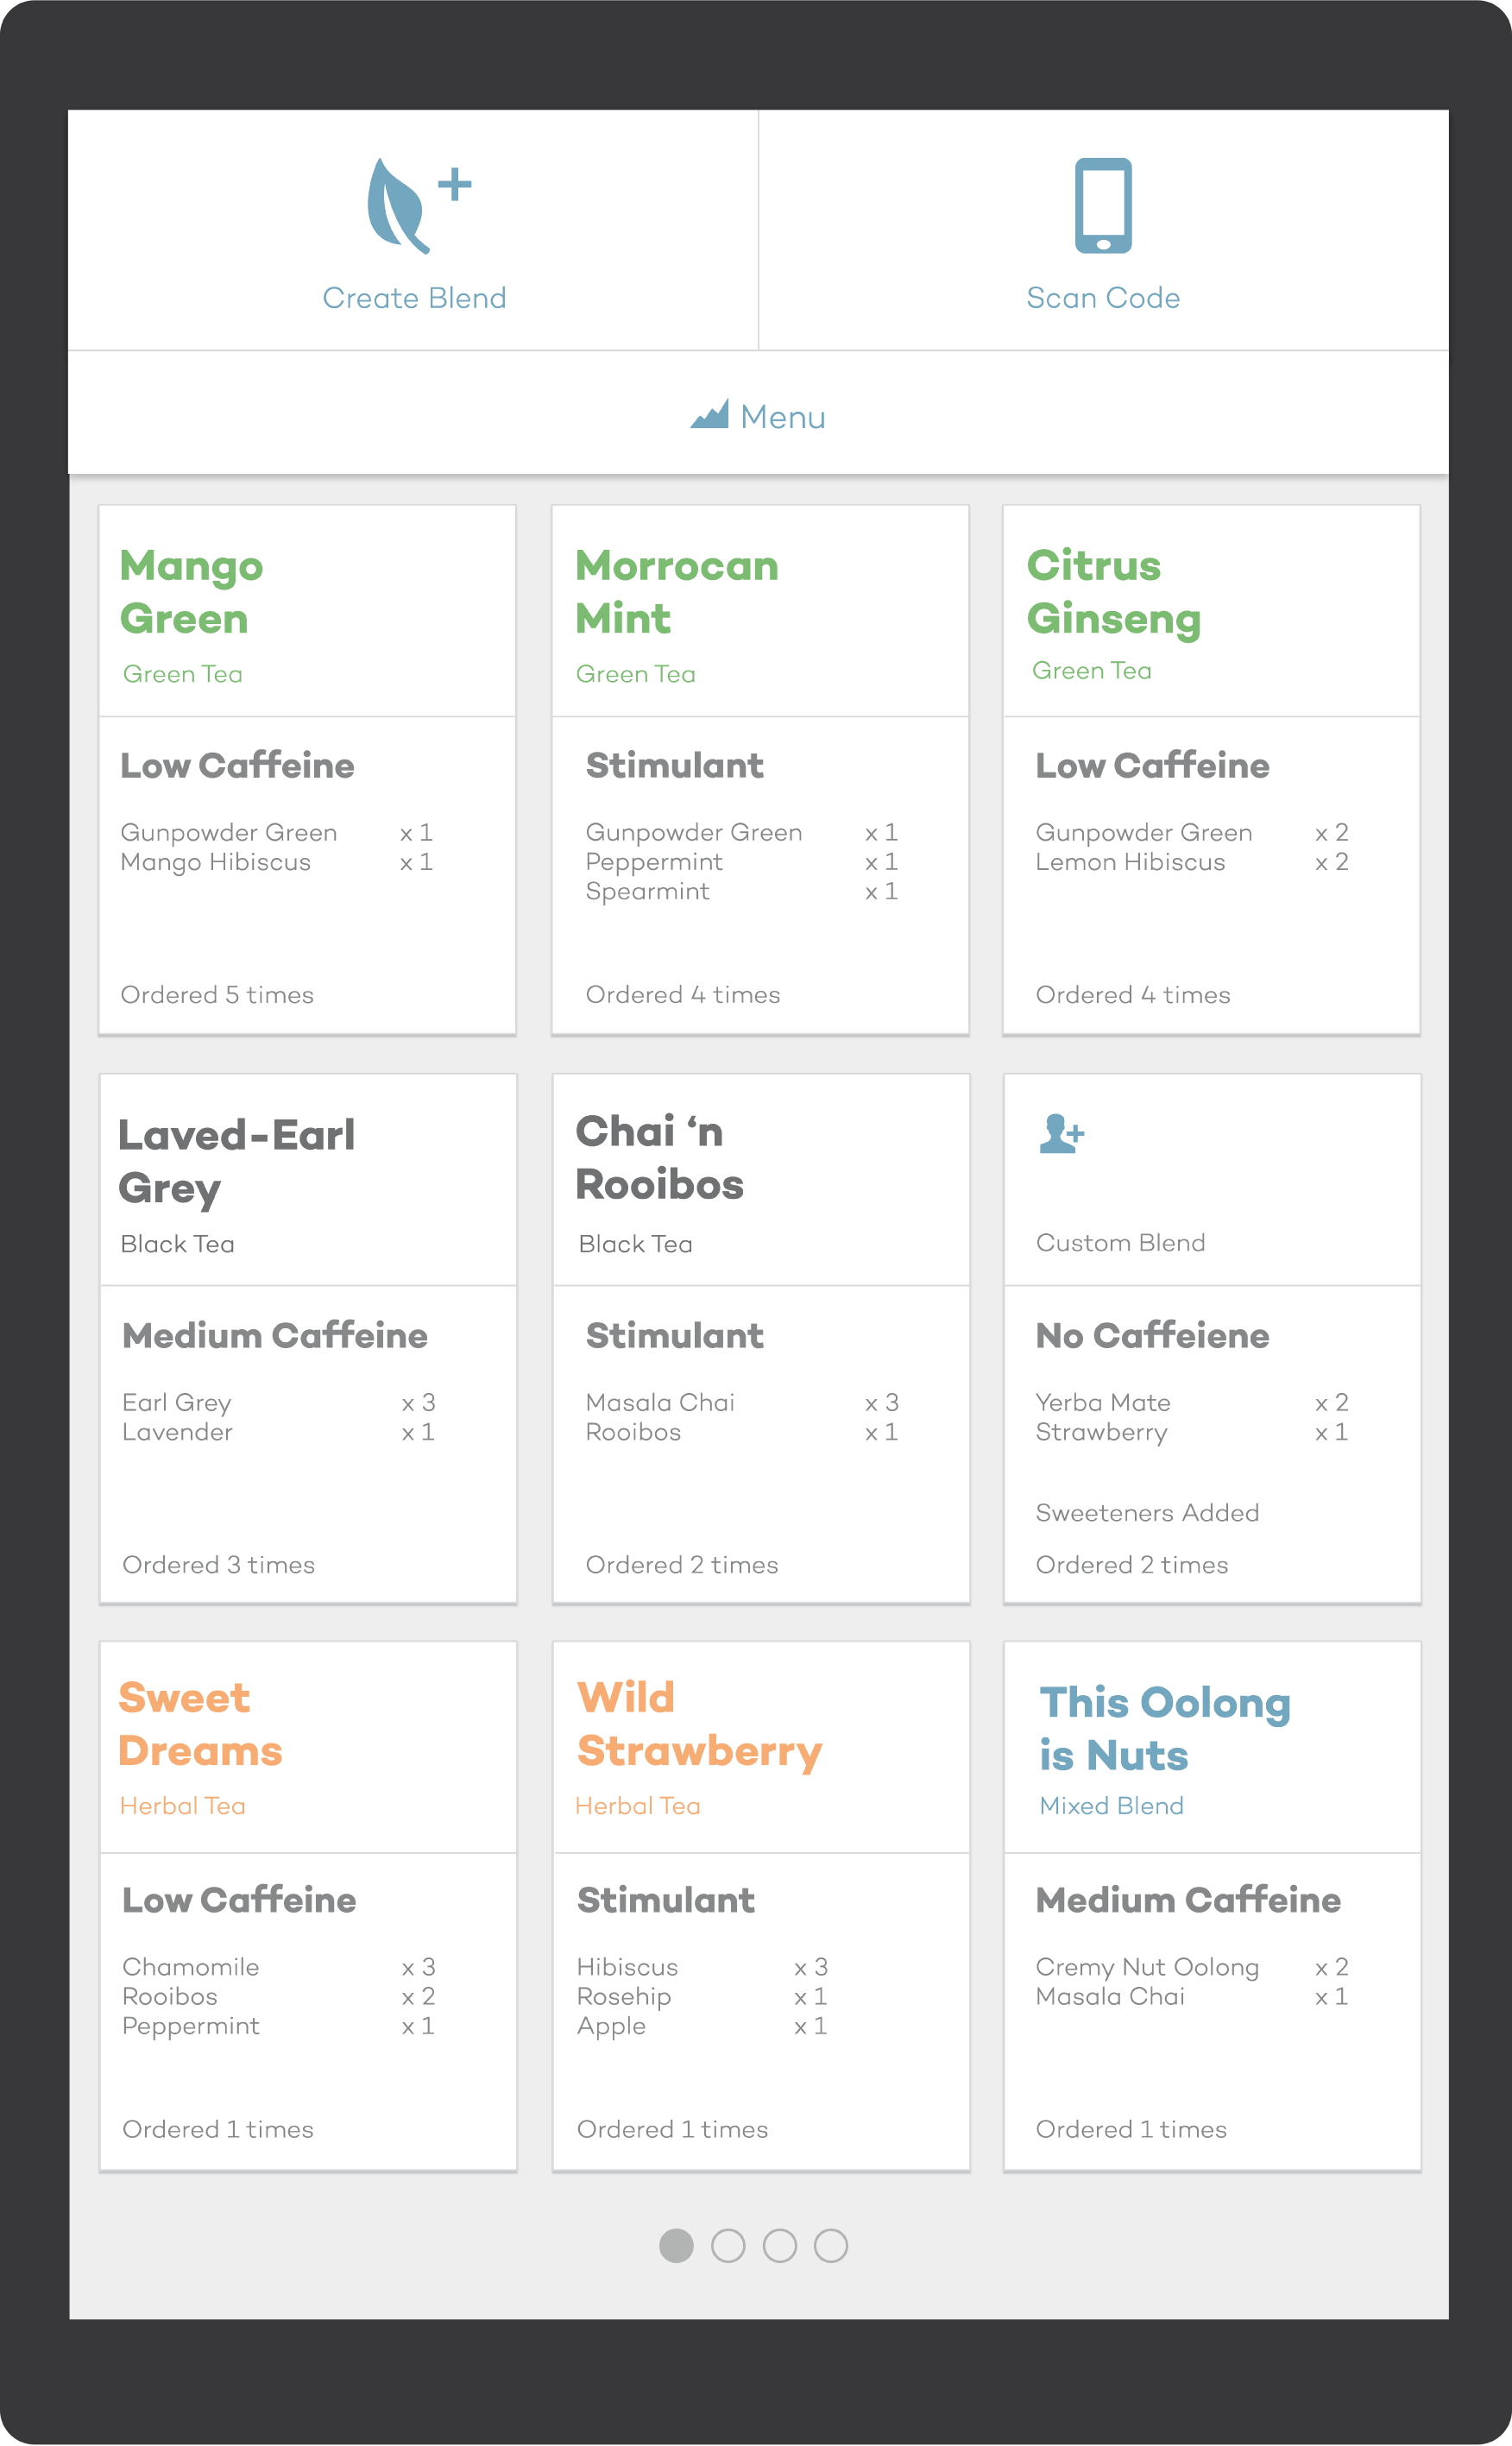 Create Blend
Scan Code
Menu
Mango
Green
Green Tea
Low Caffeine
Gunpowder Green x 1
Mango Hibiscus x 1
Ordered 5 times
Morrocan
Mint
Green Tea
Stimulant
Gunpowder Green x 1
Peppermint x 1
Spearmint x 1
Ordered 4 times
Citrus
Ginseng
Green Tea
Low Caffeine
Gunpowder Green x 2
Lemon Hibiscus x 2
Ordered 4 times
Laved-Earl
Grey
Black Tea
Medium Caffeine
Earl Grey x 3
Lavender x 1
Ordered 3 times
Chai ‘n
Rooibos
Black Tea
Stimulant
Masala Chai x 3
Rooibos x 1
Ordered 2 times
Custom Blend
No Caffeiene
Yerba Mate x 2
Strawberry x 1
Sweeteners Added
Ordered 2 times
Sweet
Dreams
Herbal Tea
Low Caffeine
Chamomile x 3
Rooibos x 2
Peppermint x 1
Ordered 1 times
Wild
Strawberry
Herbal Tea
Stimulant
Hibiscus x 3
Rosehip x 1
Apple x 1
Ordered 1 times
This Oolong
is Nuts
Mixed Blend
Medium Caffeine
Cremy Nut Oolong x 2
Masala Chai x 1
Ordered 1 times